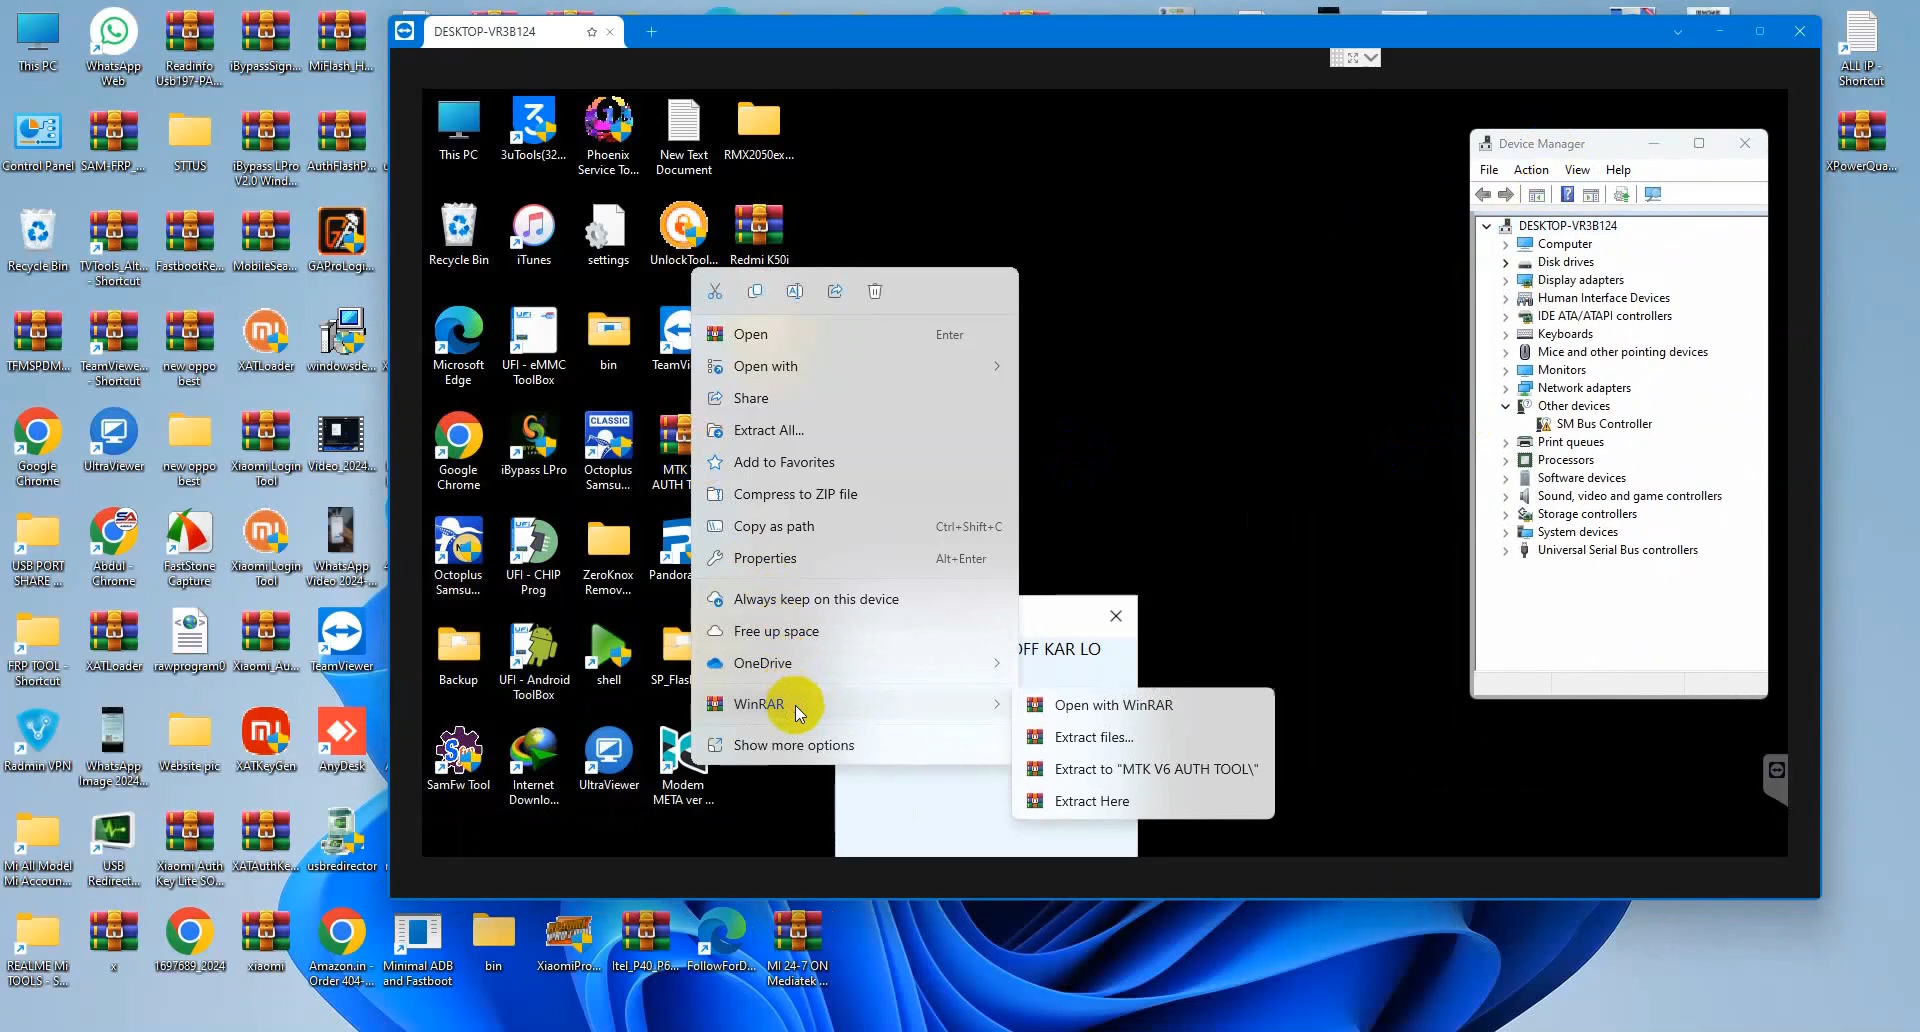 This PC
WhatsApp
Web
Readinfo
Usb197-PA...
iBypassSign...
MiFlash_H...
Control Panel
SAM-FRP_...
STTUS
iBypass LPro
V2.0 Wind...
AuthFlashP...
Recycle Bin
TVTools_Alt...
- Shortcut
FastbootRe...
MobileSea...
GAProLogi...
TFMSPDM...
TeamViewe...
- Shortcut
new oppo
best
XATLoader
windowsde...
Google
Chrome
UltraViewer
new oppo
best
Xiaomi Login
Tool
Video_2024...
USB PORT
SHARE ...
Abdul -
Chrome
FastStone
Capture
Xiaomi Login
Tool
WhatsApp
Video 2024-...
FRP TOOL -
Shortcut
XATLoader
rawprogram0
Xiaomi_Au...
TeamViewer
Radmin VPN
WhatsApp
Image 2024...
Website pic
XATKeyGen
AnyDesk
Mi All Model
Mi Accoun...
USB
Redirect...
Xiaomi Auth
Key Lite SO...
XATAuthKe...
usbredirector
REALME Mi
TOOLS - S...
x
1697689_2024
xiaomi
Amazon.in -
Order 404-...
Minimal ADB
and Fastboot
bin
XiaomiPro...
Itel_P40_P6...
FollowForD...
MI 24-7 ON
Mediatek ...
ALL IP -
Shortcut
XPowerQua...
DESKTOP-VR3B124
This PC
3uTools(32...
Phoenix
Service To...
New Text
Document
RMX2050ex...
Recycle Bin
iTunes
settings
UnlockTool...
Redmi K50i
Microsoft
Edge
UFI - eMMC
ToolBox
bin
TeamVi
Google
Chrome
iBypass LPro
CLASSIC
Octoplus
Samsu...
MTK
AUTH T
Octoplus
Samsu...
UFI - CHIP
Prog
ZeroKnox
Remov...
Pandora
Backup
UFI - Android
ToolBox
shell
SP_Flas
SamFw Tool
Internet
Downlo...
UltraViewer
Modem
META ver ...
Open Enter
Open with
Share
Extract All...
Add to Favorites
Compress to ZIP file
Copy as path Ctrl+Shift+C
Properties Alt+Enter
Always keep on this device
Free up space
OneDrive
WinRAR
Show more options
Open with WinRAR
Extract files...
Extract to "MTK V6 AUTH TOOL\"
Extract Here
OFF KAR LO
Device Manager
File Action View Help
DESKTOP-VR3B124
Computer
Disk drives
Display adapters
Human Interface Devices
IDE ATA/ATAPI controllers
Keyboards
Mice and other pointing devices
Monitors
Network adapters
Other devices
SM Bus Controller
Print queues
Processors
Software devices
Sound, video and game controllers
Storage controllers
System devices
Universal Serial Bus controllers